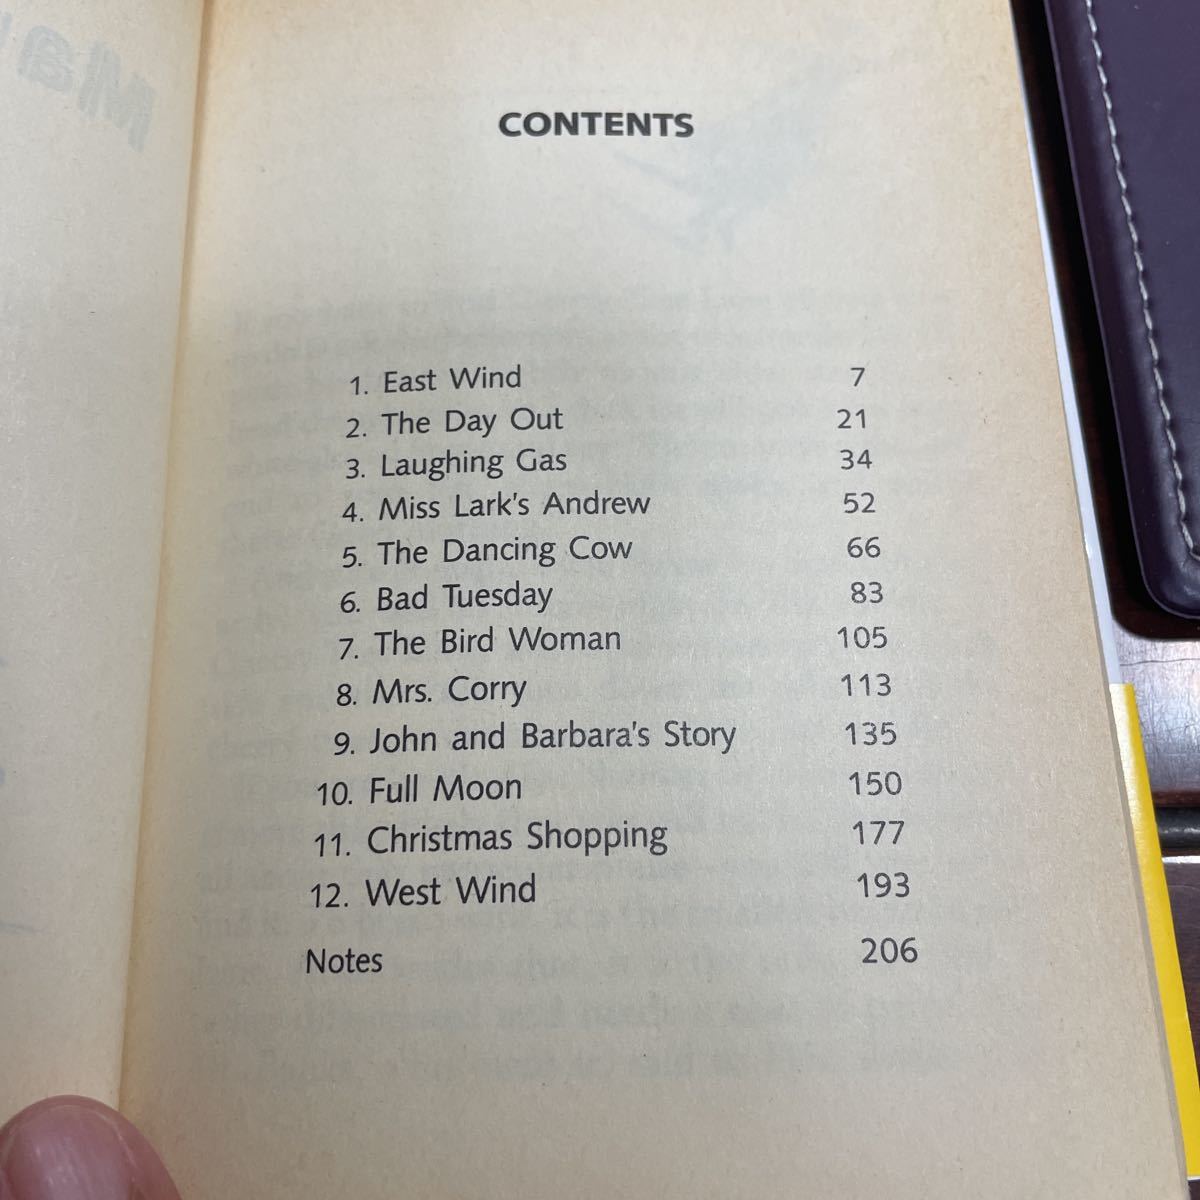 CONTENTS
1. East Wind 7
2. The Day Out 21
3. Laughing Gas 34
4. Miss Lark's Andrew 52
5. The Dancing Cow 66
6. Bad Tuesday 83
7. The Bird Woman 105
8. Mrs. Corry 113
9. John and Barbara's Story 135
10. Full Moon 150
11. Christmas Shopping 177
12. West Wind 193
Notes 206